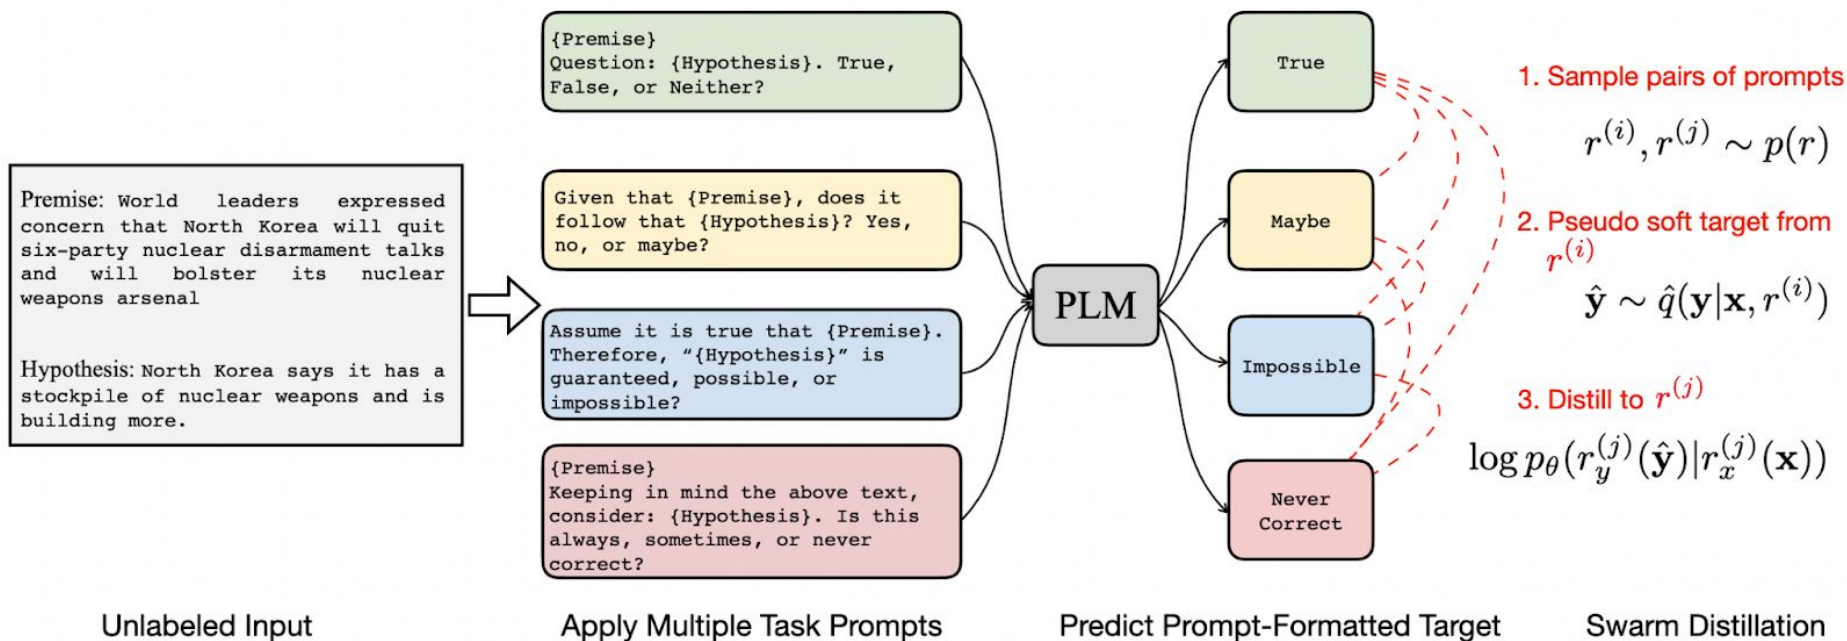 Premise: World leaders expressed
concern that North Korea will quit
six-party nuclear disarmament talks
and will bolster its nuclear
weapons arsenal
Hypothesis: North Korea says it has a
stockpile of nuclear weapons and is
building more.
Unlabeled Input
{Premise}
Question: {Hypothesis}. True,
False, or Neither?
Given that {Premise}, does it
follow that {Hypothesis}? Yes,
no, or maybe?
Assume it is true that {Premise}.
Therefore, “{Hypothesis}” is
guaranteed, possible, or
impossible?
{Premise}
Keeping in mind the above text,
consider: {Hypothesis}. Is this
always, sometimes, or never
correct?
Apply Multiple Task Prompts
PLM
True
Maybe
Impossible
Never
Correct
Predict Prompt-Formatted Target
1. Sample pairs of prompts
r^{(i)}, r^{(j)} ∼ p(r)
2. Pseudo soft target from
r^{(i)}
ŷ ∼ q̂(y|x, r^{(i)})
3. Distill to r^{(j)}
log p_θ(r_y^{(j)}(ŷ)|r_x^{(j)}(x))
Swarm Distillation